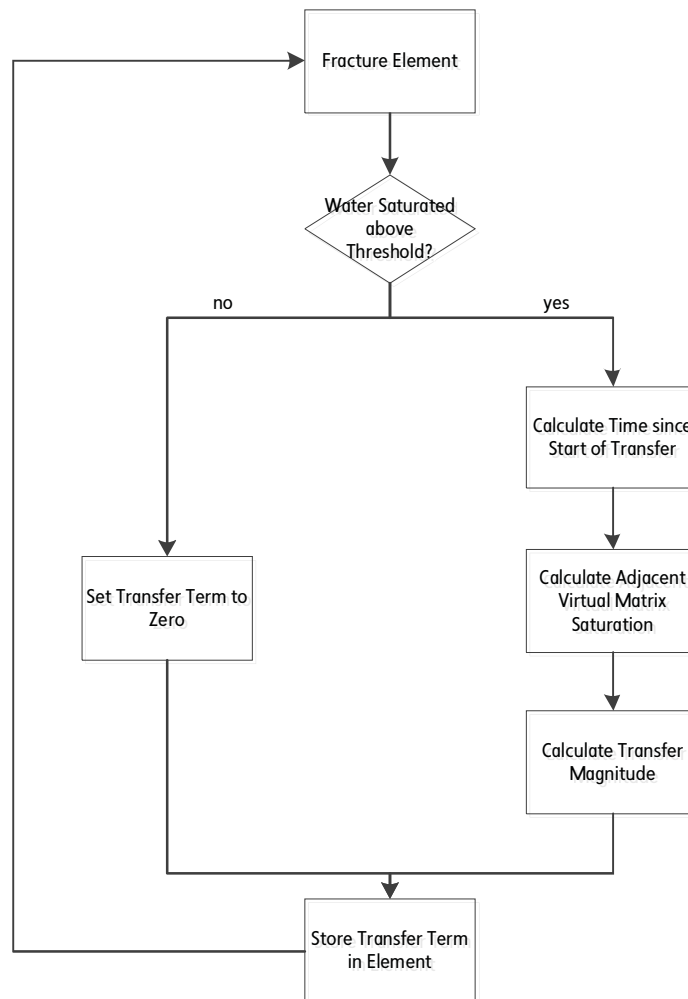 Fracture Element
Water Saturated
above
Threshold?
no
yes
Calculate Time since
Start of Transfer
Set Transfer Term to
Zero
Calculate Adjacent
Virtual Matrix
Saturation
Calculate Transfer
Magnitude
Store Transfer Term
in Element